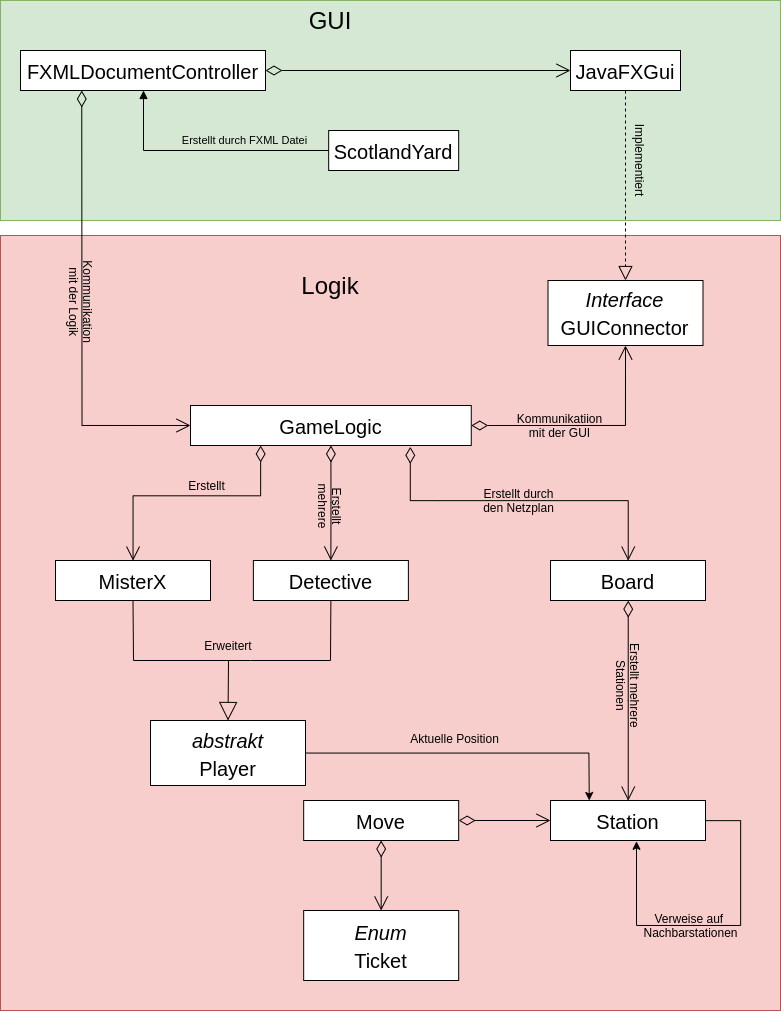 GUI
FXMLDocumentController
JavaFXGui
Erstellt durch FXML Datei
ScotlandYard
Implementiert
Logik
Kommunikation
mit der Logik
Interface
GUIConnector
GameLogic
Kommunikatiion
mit der GUI
Erstellt
Erstellt
mehrere
Erstellt durch
den Netzplan
MisterX
Detective
Board
Erweitert
Erstellt mehrere
Stationen
abstrakt
Player
Aktuelle Position
Move
Station
Enum
Ticket
Verweise auf
Nachbarstationen